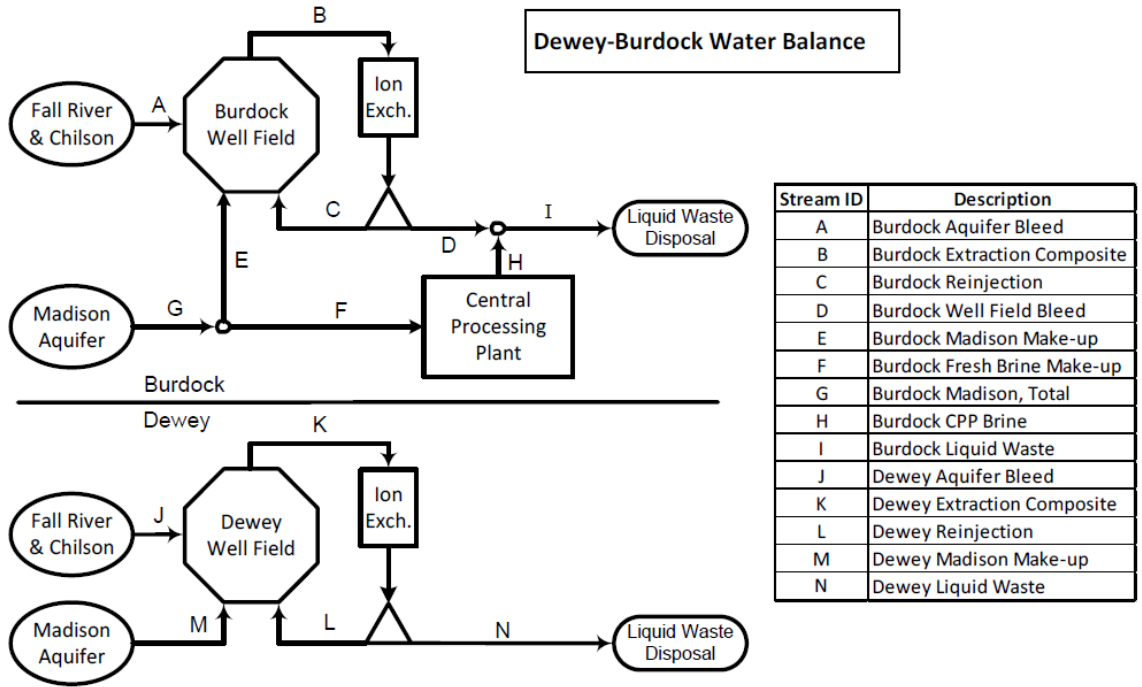 Dewey-Burdock Water Balance
B
Ion
Exch.
Fall River
& Chilson
A
Burdock
Well Field
C
D
I
Liquid Waste
Disposal
H
E
Madison
Aquifer
G
F
Central
Processing
Plant
Burdock
Dewey
K
Ion
Exch.
Fall River
& Chilson
J
Dewey
Well Field
Madison
Aquifer
M
L
N
Liquid Waste
Disposal
Stream ID Description
A Burdock Aquifer Bleed
B Burdock Extraction Composite
C Burdock Reinjection
D Burdock Well Field Bleed
E Burdock Madison Make-up
F Burdock Fresh Brine Make-up
G Burdock Madison, Total
H Burdock CPP Brine
I Burdock Liquid Waste
J Dewey Aquifer Bleed
K Dewey Extraction Composite
L Dewey Reinjection
M Dewey Madison Make-up
N Dewey Liquid Waste